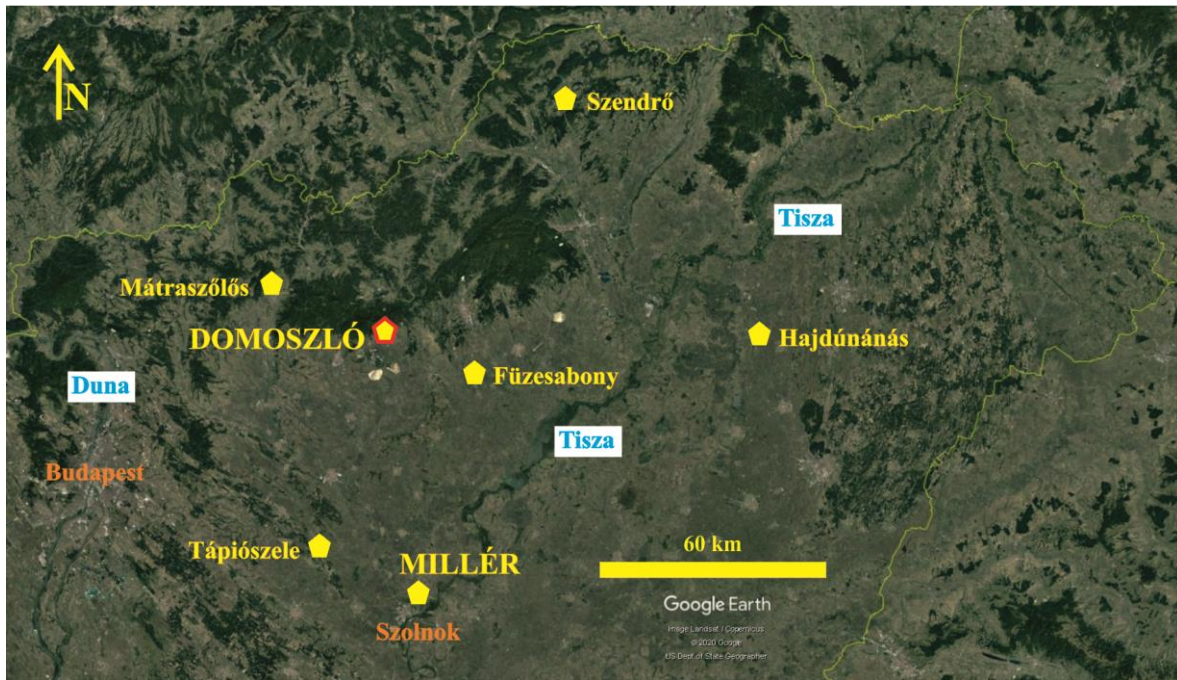 N
Szendrő
Tisza
Mátraszőlős
DOMOSZLÓ
Hajdúnánás
Füzesabony
Duna
Tisza
Budapest
Tápiószele
MILLÉR
60 km
Szolnok
Google Earth
Image Landsat / Copernicus
© 2020 Google
US Dept of State Geographer